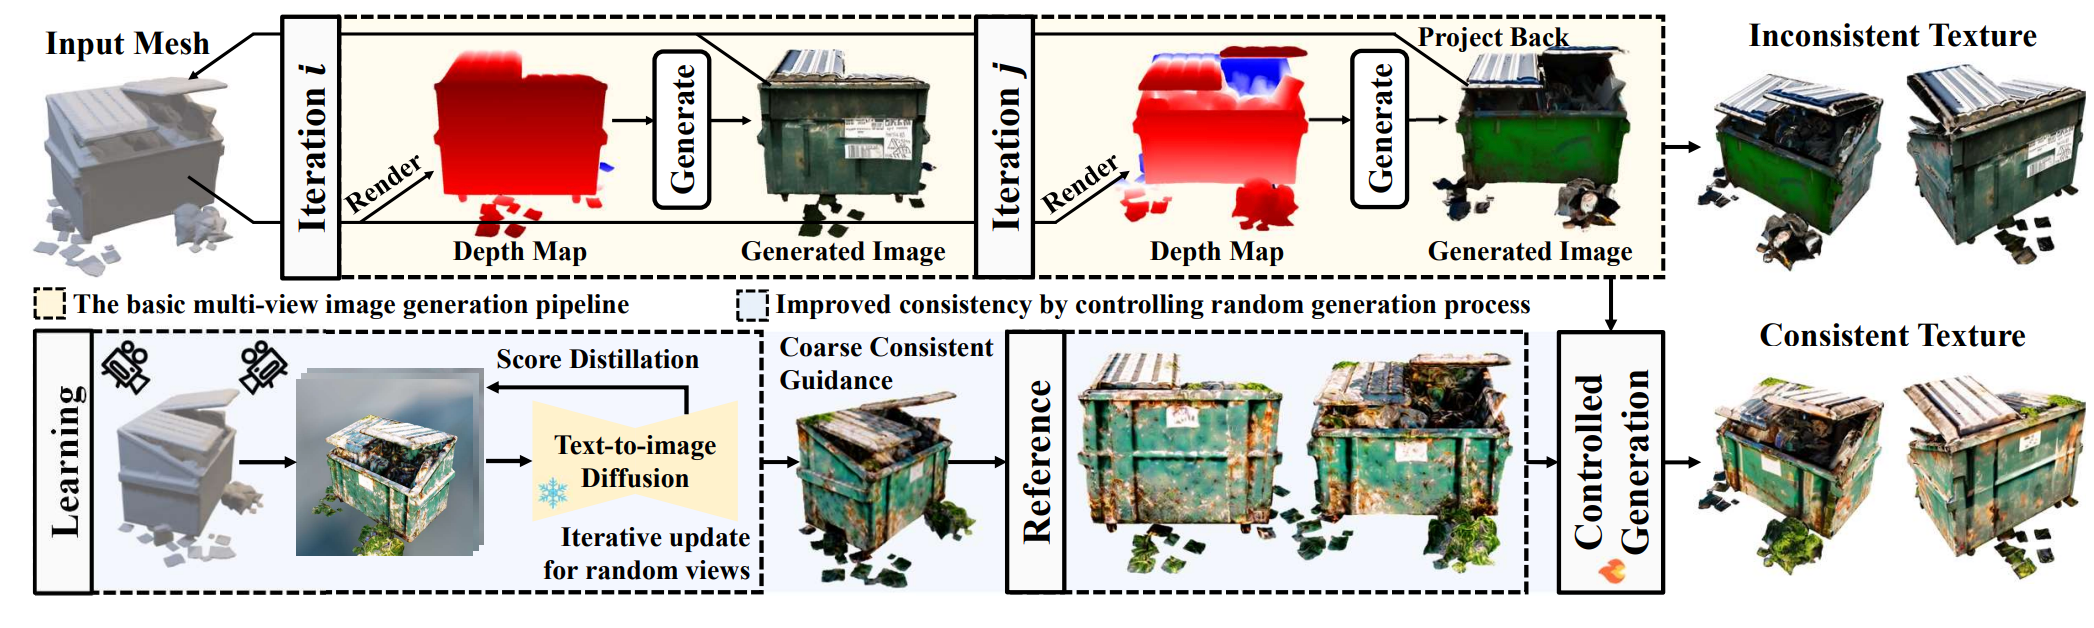 Input Mesh
Iteration i
Render
Depth Map
Generate
Generated Image
Iteration j
Render
Depth Map
Generate
Project Back
Generated Image
Inconsistent Texture
The basic multi-view image generation pipeline
Improved consistency by controlling random generation process
Learning
Score Distillation
Text-to-image
Diffusion
Iterative update
for random views
Coarse Consistent
Guidance
Reference
Controlled
Generation
Consistent Texture